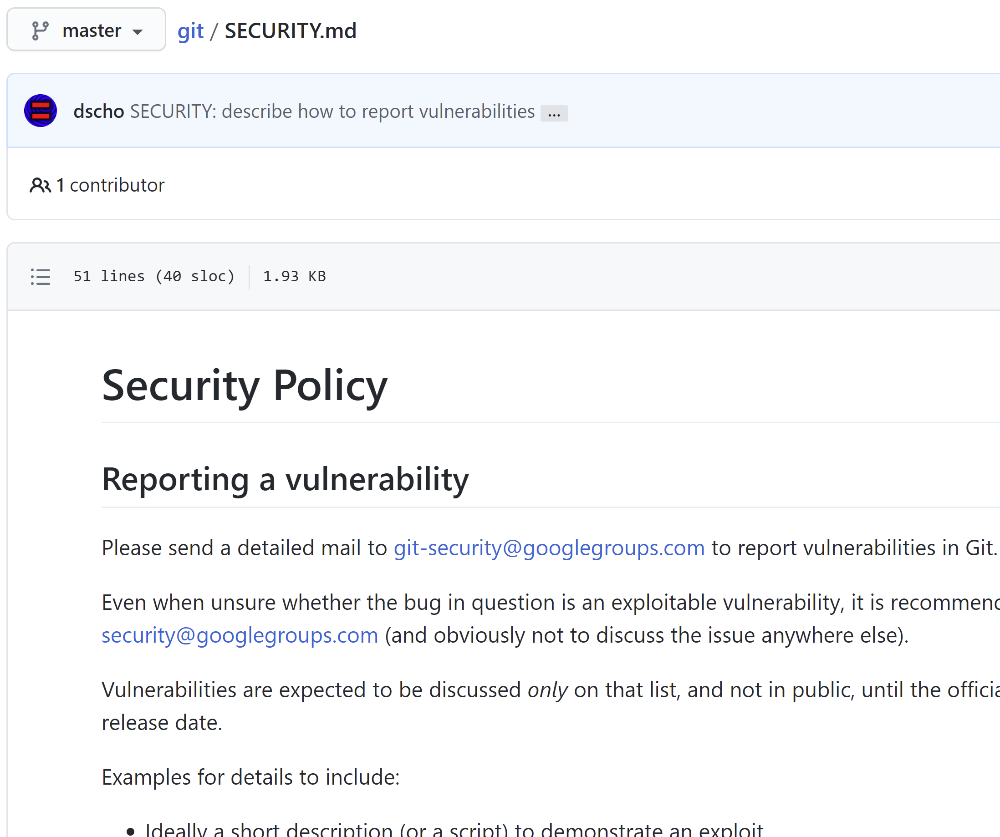 master
git / SECURITY.md
dscho SECURITY: describe how to report vulnerabilities ...
1 contributor
51 lines (40 sloc) 1.93 KB
Security Policy
Reporting a vulnerability
Please send a detailed mail to git-security@googlegroups.com to report vulnerabilities in Git.
Even when unsure whether the bug in question is an exploitable vulnerability, it is
security@googlegroups.com (and obviously not to discuss the issue anywhere else).
Vulnerabilities are expected to be discussed only on that list, and not in public, until the
release date.
Examples for details to include:
• Ideally a short description (or a script) to demonstrate an exploit